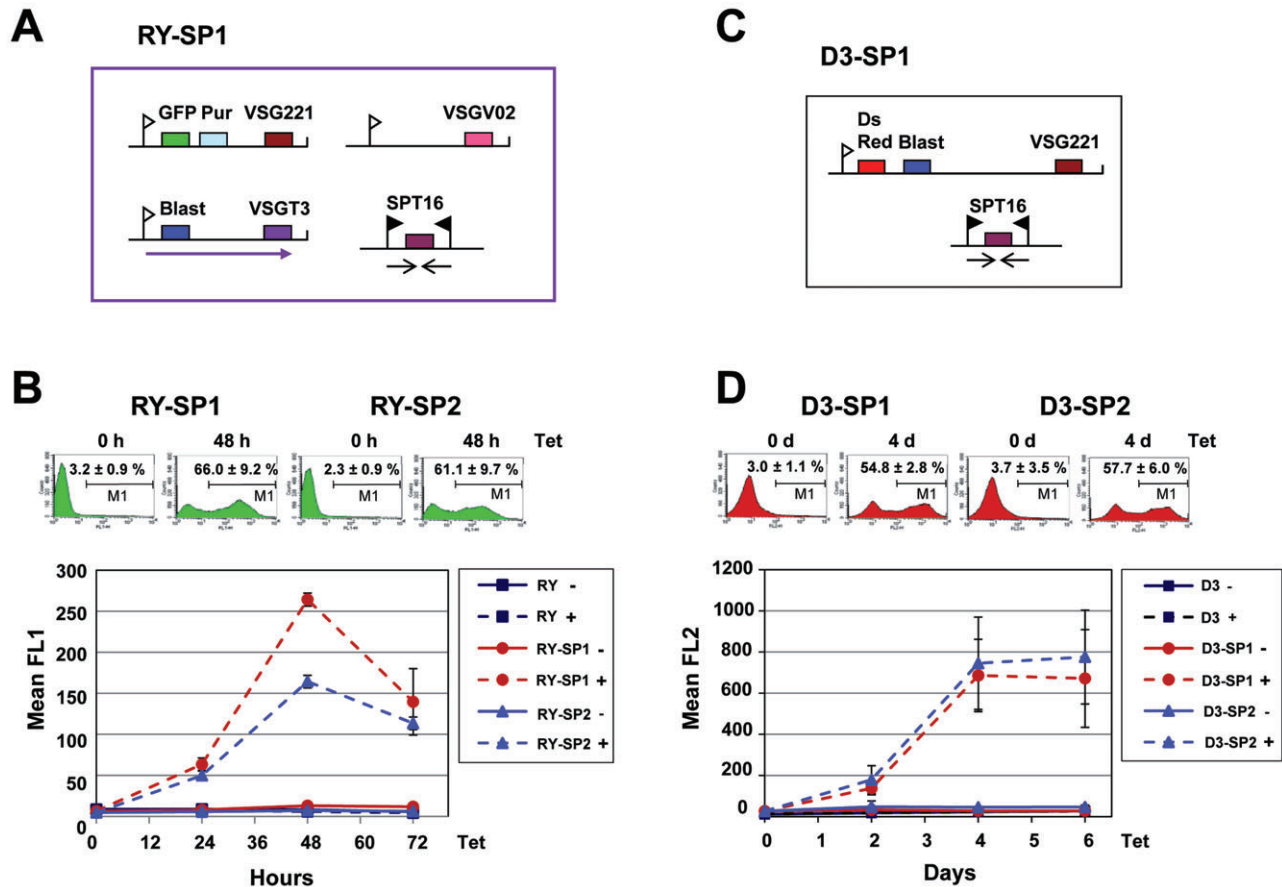 A
RY-SP1
GFP Pur VSG221
VSGV02
Blast VSGT3
SPT16
C
D3-SP1
Ds
Red Blast VSG221
SPT16
B
RY-SP1 RY-SP2
0 h 48 h 0 h 48 h Tet
3.2 ± 0.9 % 66.0 ± 9.2 % 2.3 ± 0.9 % 61.1 ± 9.7 %
M1 M1 M1 M1
Mean FL1
300
250
200
150
100
50
0
0 12 24 36 48 60 72 Tet
Hours
RY -
RY +
RY-SP1 -
RY-SP1 +
RY-SP2 -
RY-SP2 +
D
D3-SP1 D3-SP2
0 d 4 d 0 d 4 d Tet
3.0 ± 1.1 % 54.8 ± 2.8 % 3.7 ± 3.5 % 57.7 ± 6.0 %
M1 M1 M1 M1
Mean FL2
1200
1000
800
600
400
200
0
0 1 2 3 4 5 6 Tet
Days
D3 -
D3 +
D3-SP1 -
D3-SP1 +
D3-SP2 -
D3-SP2 +